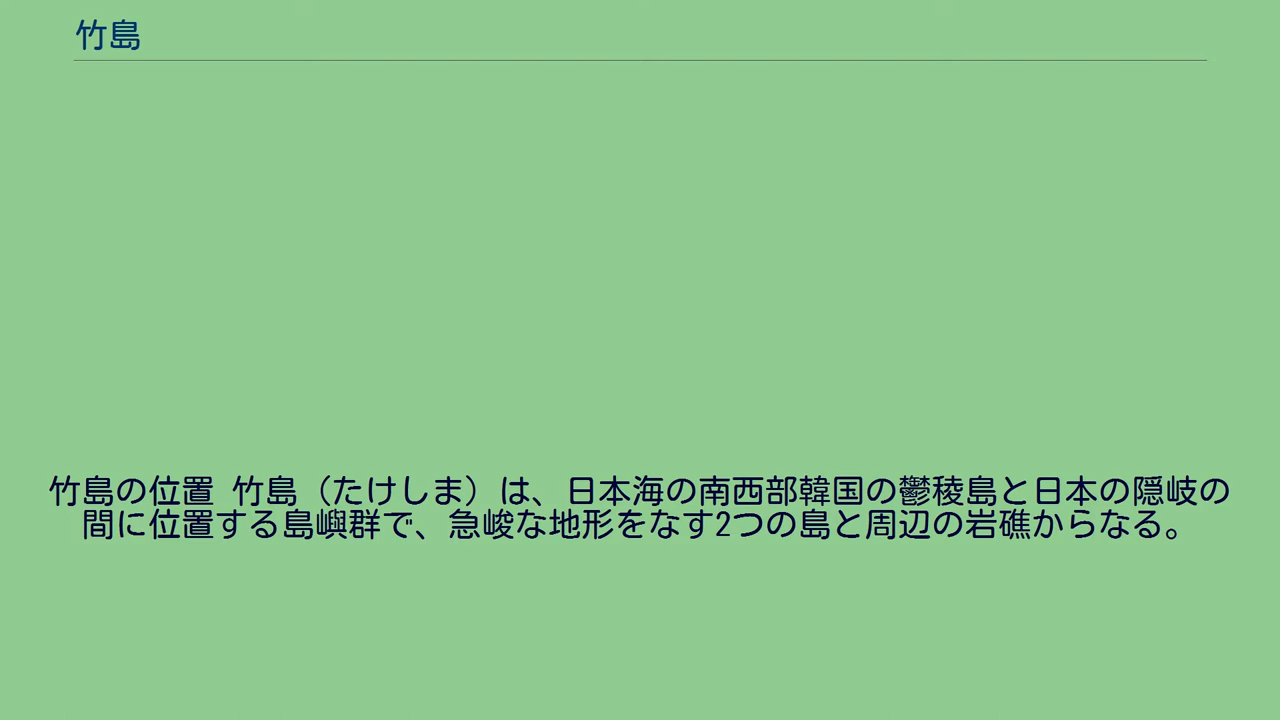 竹島
竹島の位置 竹島（たけしま）は、日本海の南西部韓国の鬱稜島と日本の隠岐の
間に位置する島嶼群で、急峻な地形をなす2つの島と周辺の岩礁からなる。